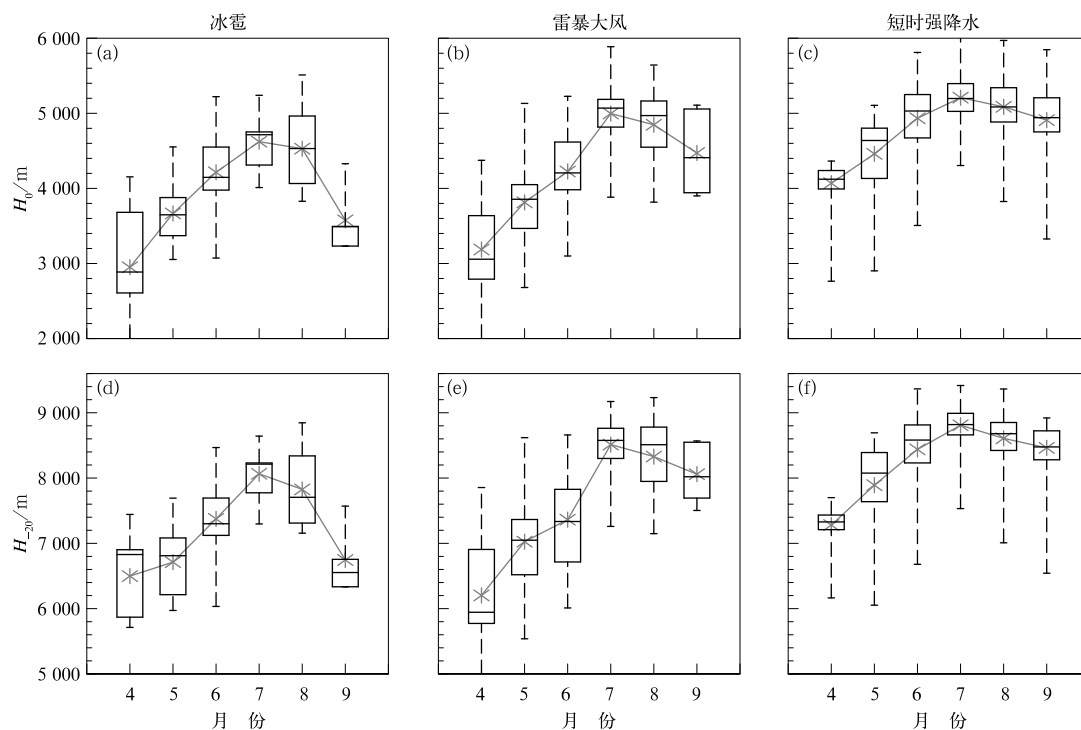 冰雹 雷暴大风 短时强降水
(a) (b) (c)
6 000
5 000
4 000
3 000
2 000
H₀/m
(d) (e) (f)
9 000
8 000
7 000
6 000
5 000
H₋₂₀/m
4 5 6 7 8 9 4 5 6 7 8 9 4 5 6 7 8 9
月 份 月 份 月 份